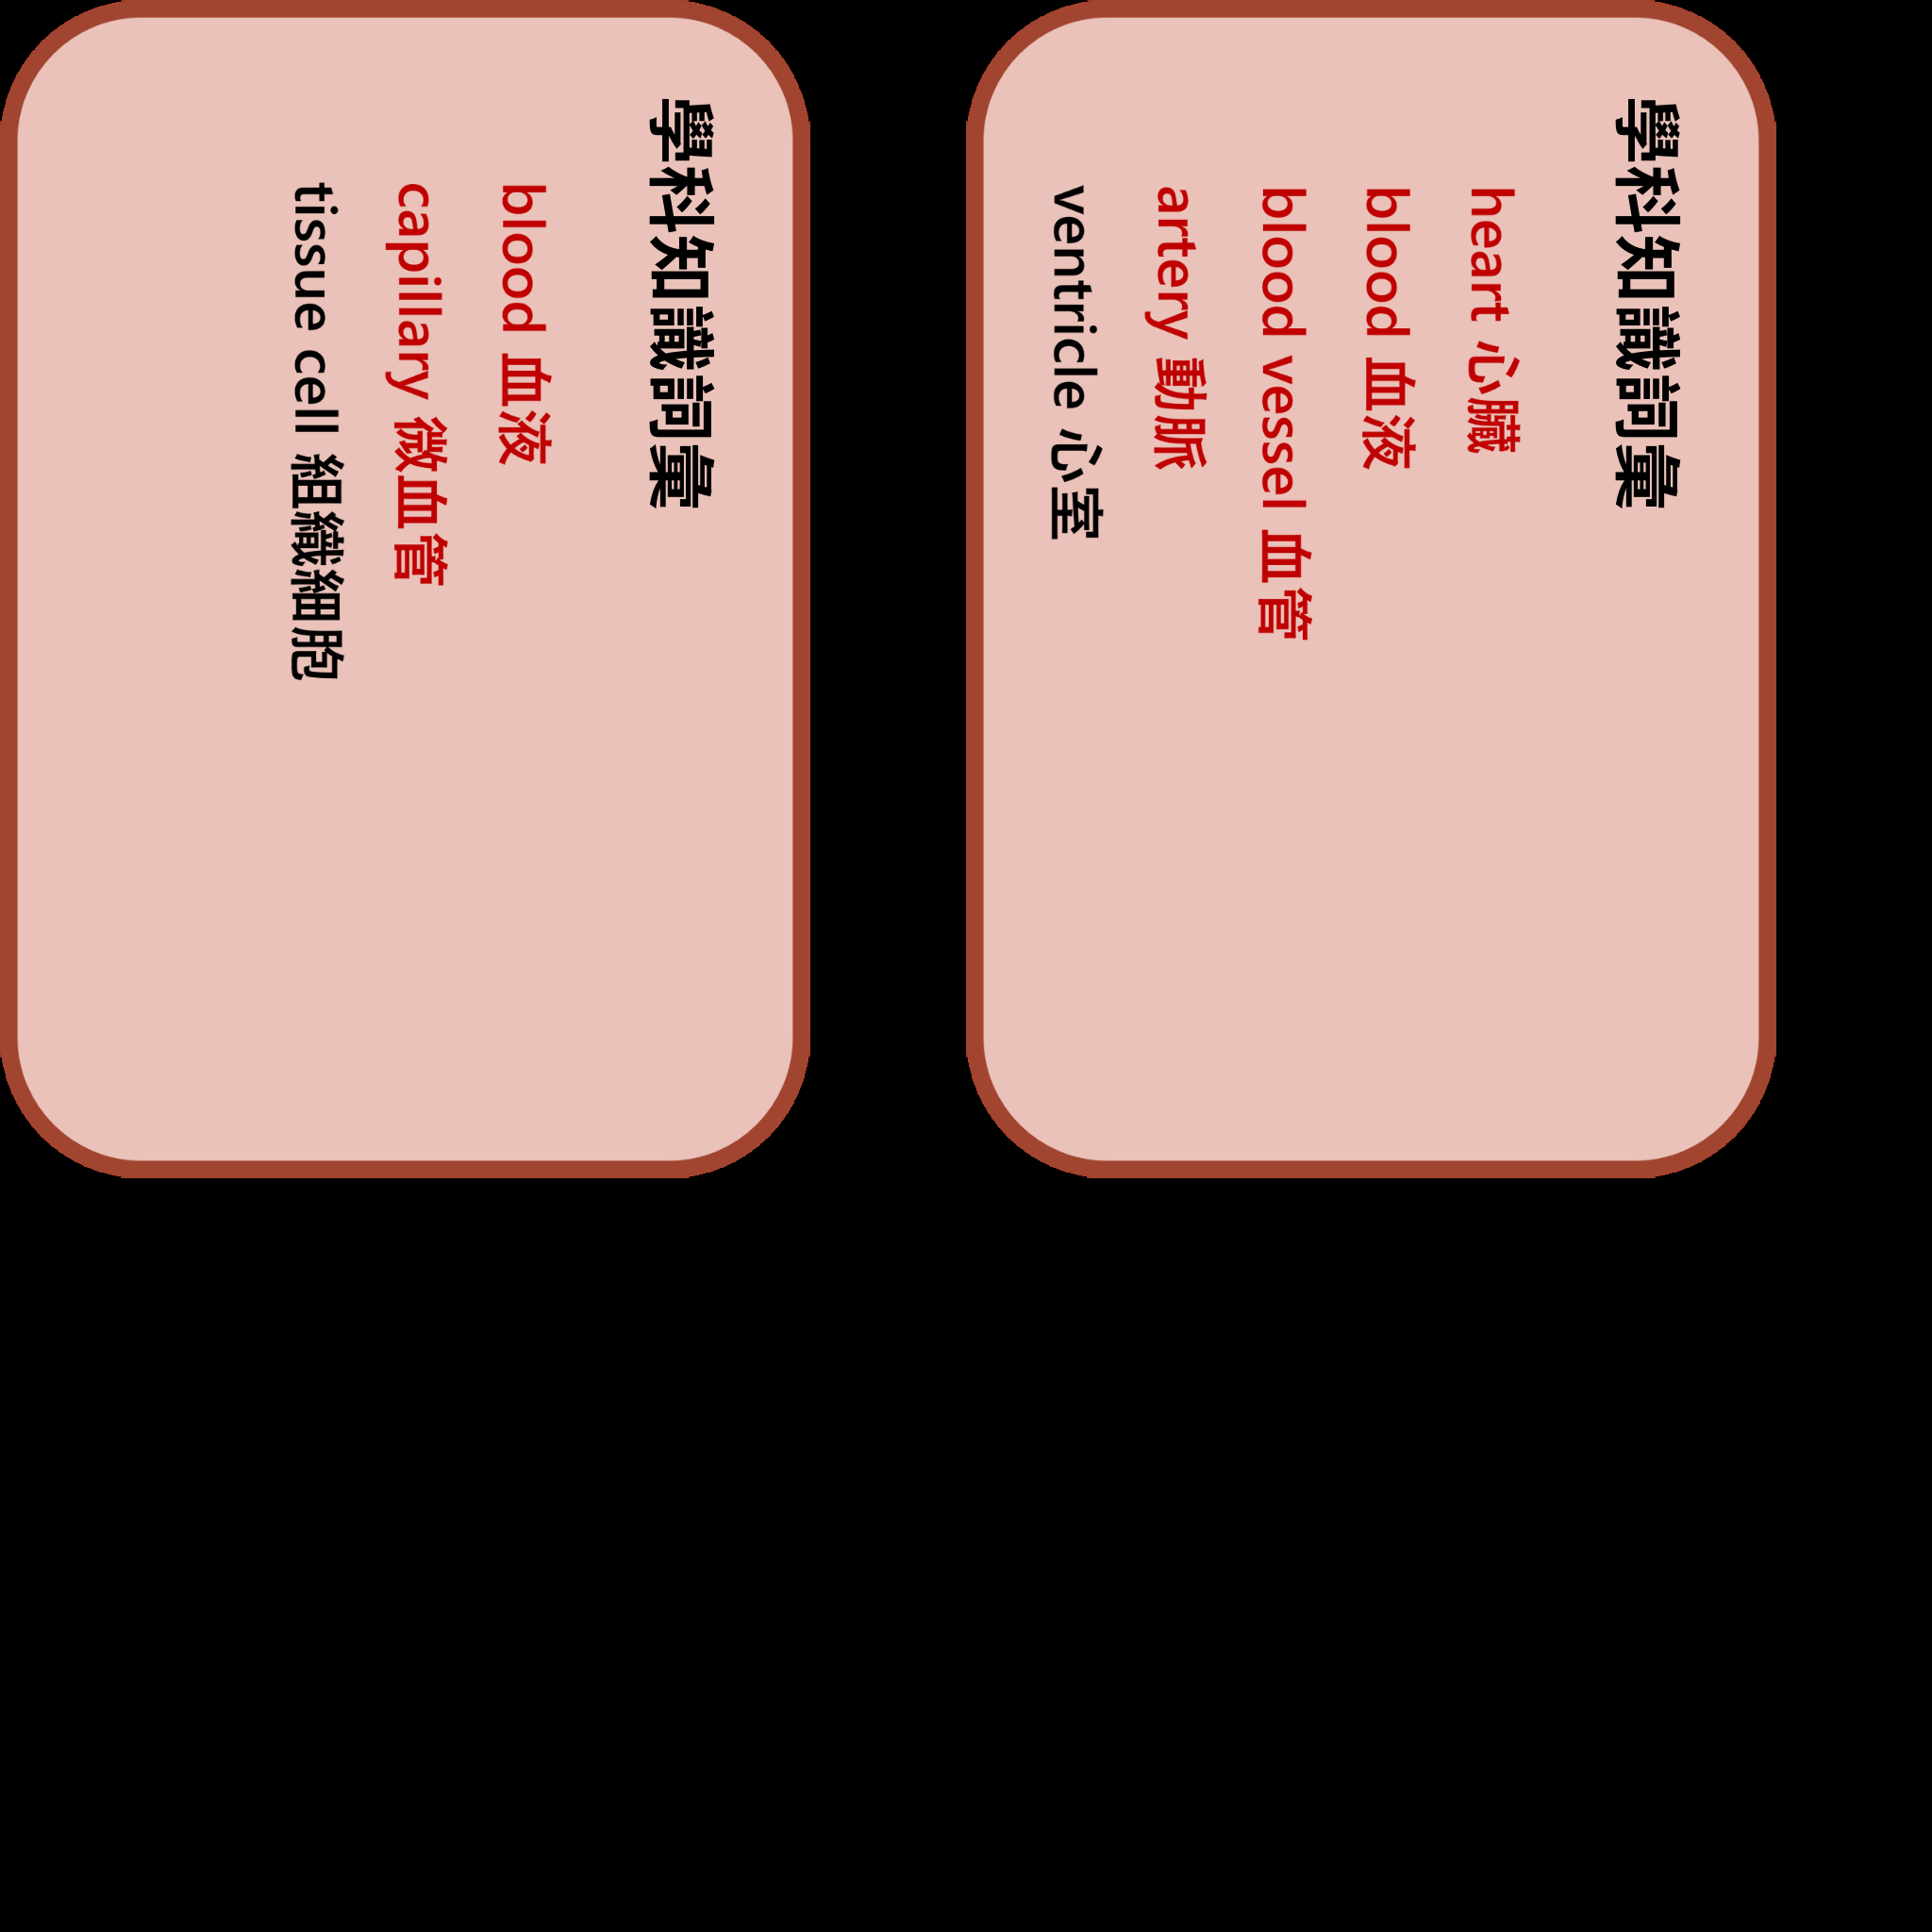 學科知識詞彙
heart 心臟
blood 血液
blood vessel 血管
artery 動脈
ventricle 心室
學科知識詞彙
blood 血液
capillary 微血管
tissue cell 組織細胞